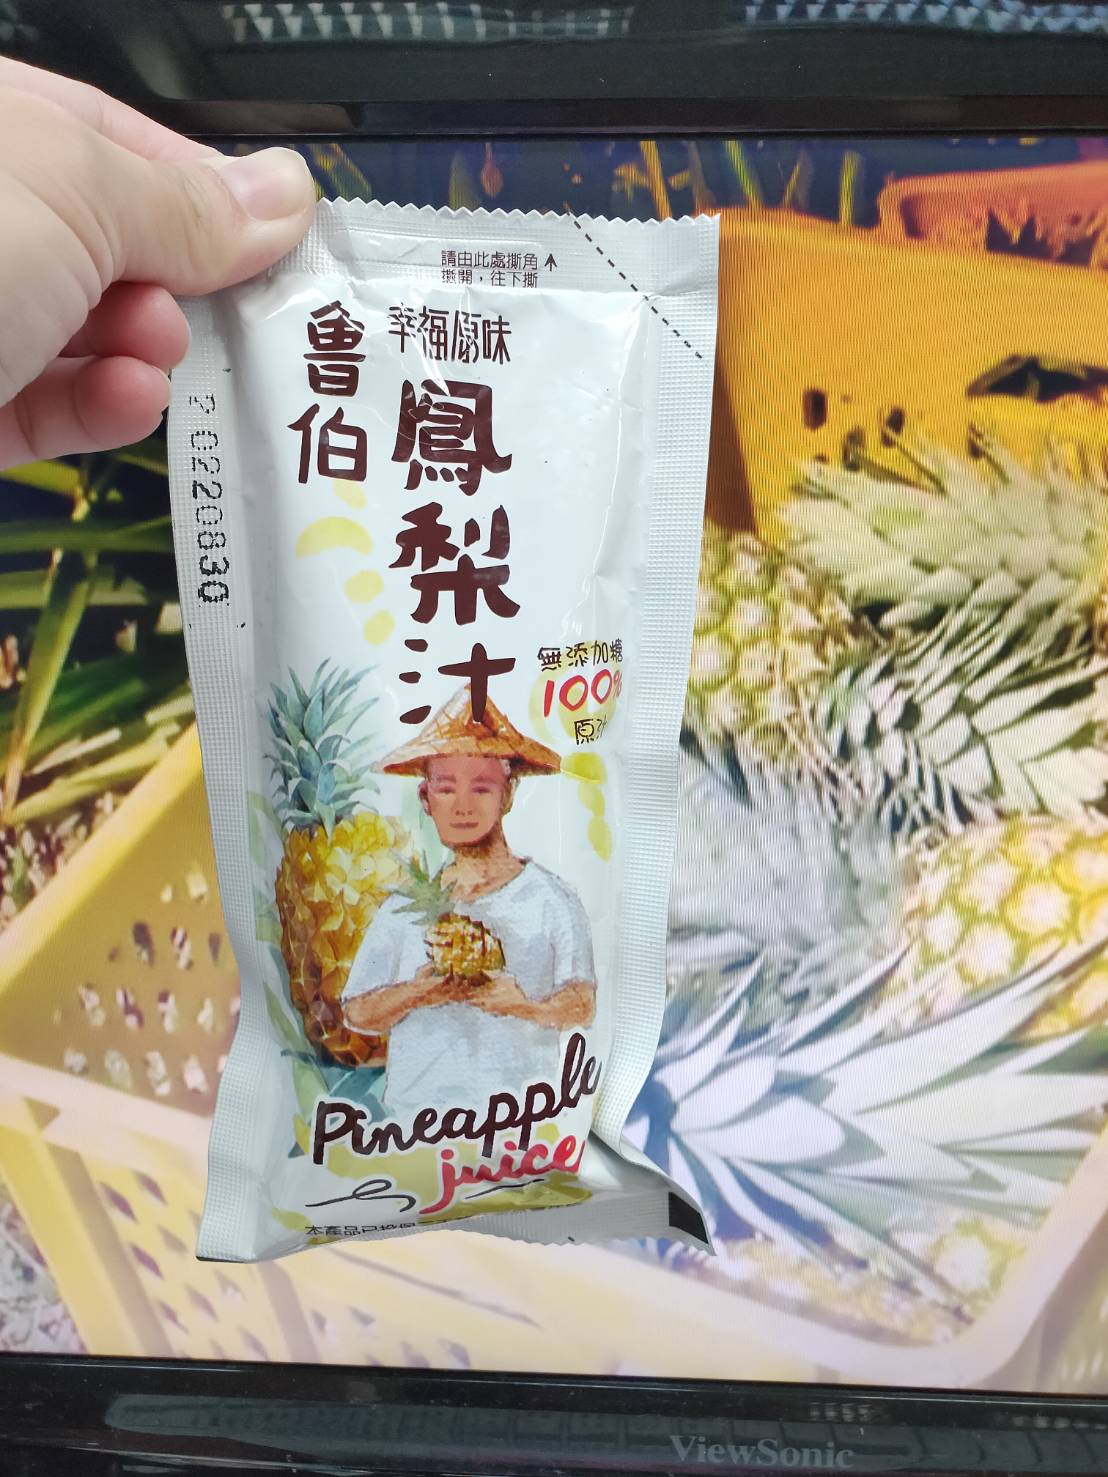 請由此處撕角
撕開，往下撕
魯伯
幸福原味
鳳梨汁
無添加糖
100%
原汁
Pineapple
juice
本產品已投保
ViewSonic